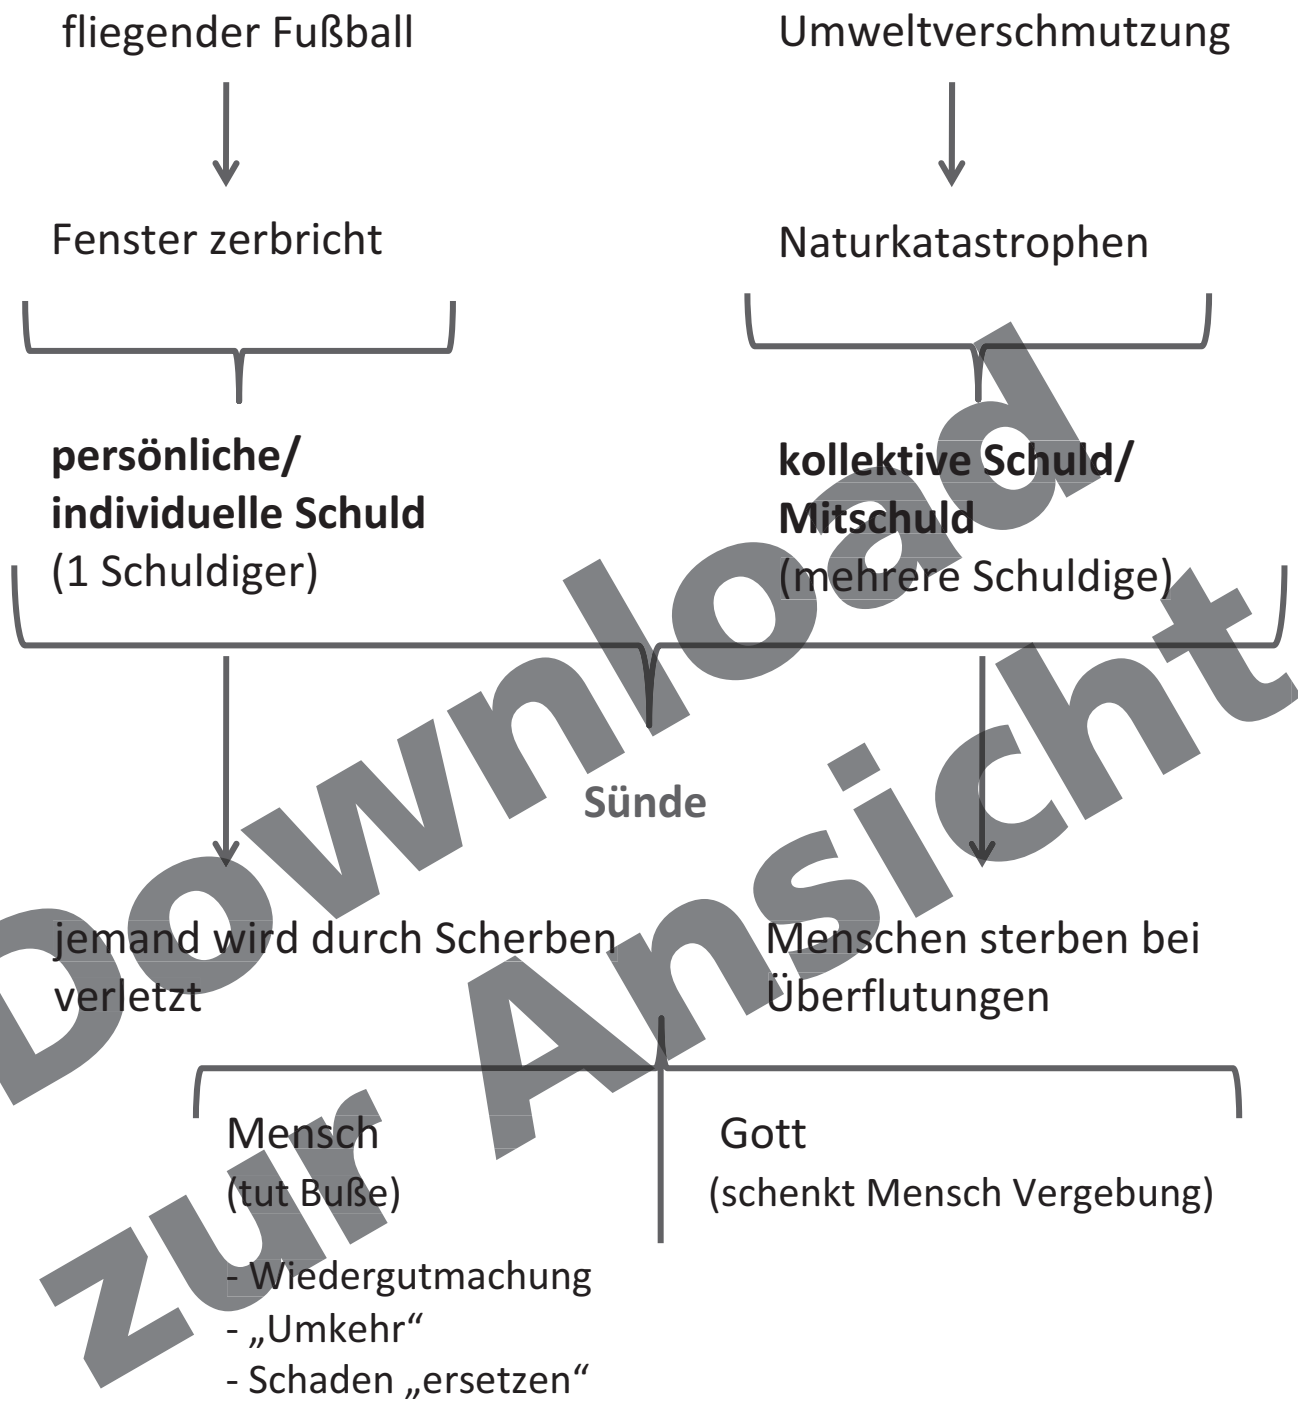 fliegender Fußball
Umweltverschmutzung
Fenster zerbricht
Naturkatastrophen
persönliche/
individuelle Schuld
(1 Schuldiger)
kollektive Schuld/
Mitschuld
(mehrere Schuldige)
Sünde
jemand wird durch Scherben
verletzt
Menschen sterben bei
Überflutungen
Mensch
(tut Buße)
Gott
(schenkt Mensch Vergebung)
- Wiedergutmachung
- „Umkehr“
- Schaden „ersetzen“
Download
zur Ansicht